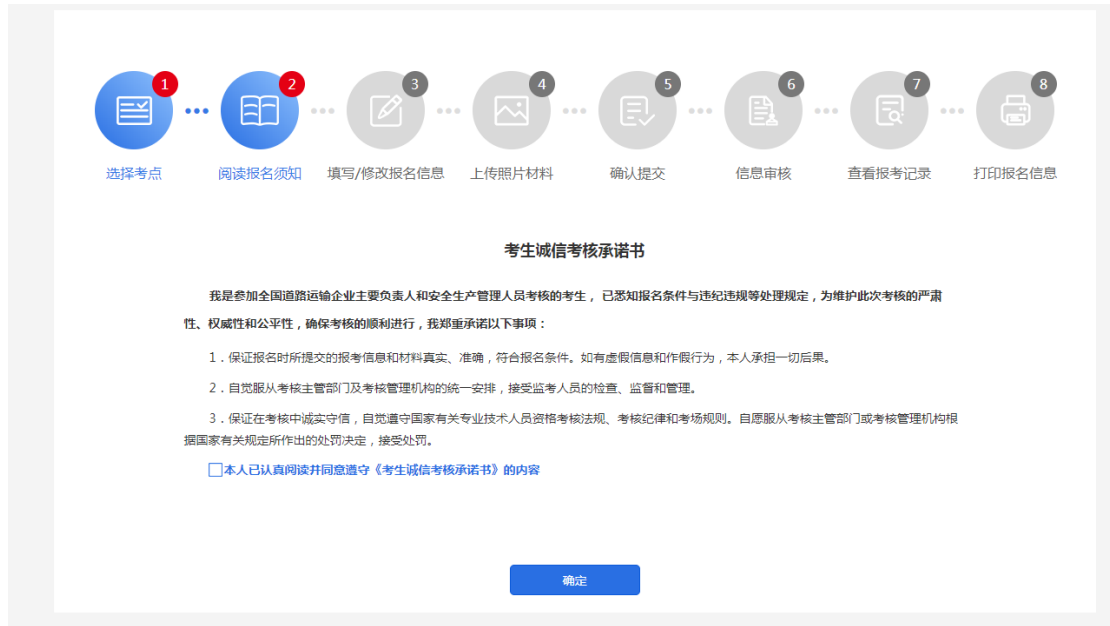 1
2
3
4
5
6
7
8
选择考点
阅读报名须知
填写/修改报名信息
上传照片材料
确认提交
信息审核
查看报考记录
打印报名信息
考生诚信考核承诺书
我是参加全国道路运输企业主要负责人和安全生产管理人员考核的考生，已悉知报名条件与违纪违规等处理规定，为维护此次考核的严肃
性、权威性和公平性，确保考核的顺利进行，我郑重承诺以下事项：
1．保证报名时所提交的报考信息和材料真实、准确，符合报名条件。如有虚假信息和作假行为，本人承担一切后果。
2．自觉服从考核主管部门及考核管理机构的统一安排，接受监考人员的检查、监督和管理。
3．保证在考核中诚实守信，自觉遵守国家有关专业技术人员资格考核法规、考核纪律和考场规则。自愿服从考核主管部门或考核管理机构根
据国家有关规定所作出的处罚决定，接受处罚。
本人已认真阅读并同意遵守《考生诚信考核承诺书》的内容
确定